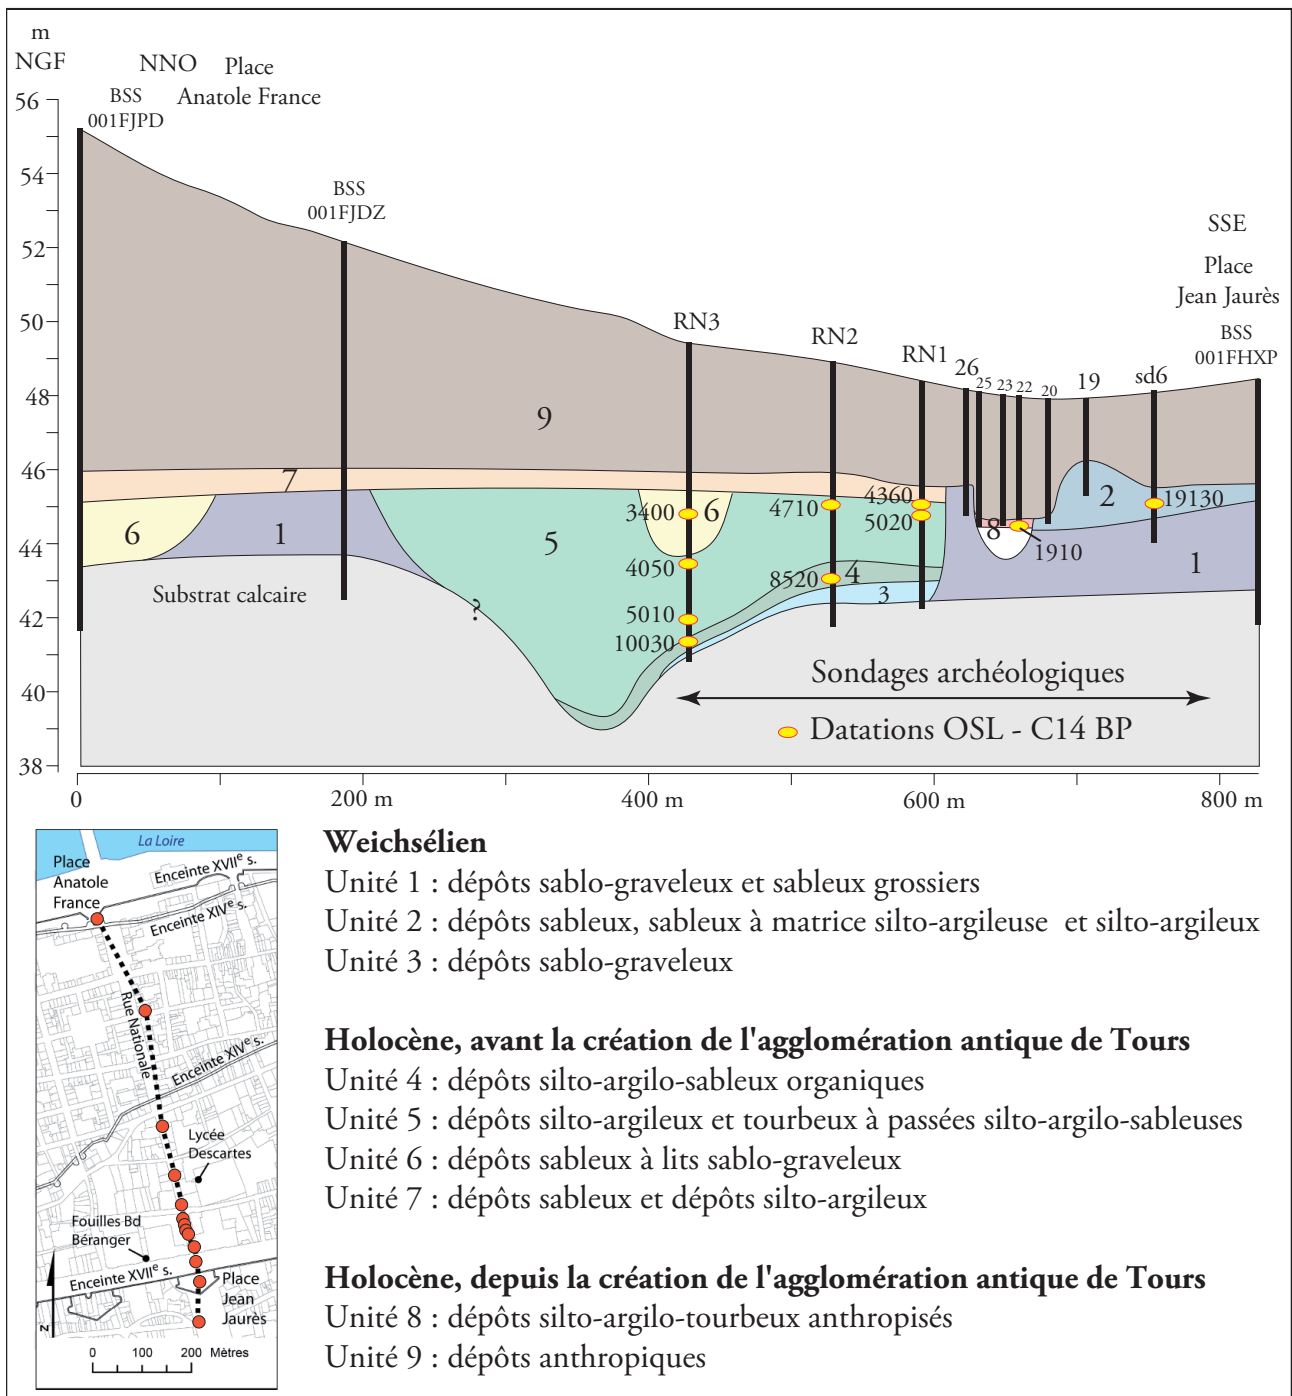 m
NGF
NNO
Place
Anatole France
BSS
001FJPD
56
54
52
50
48
46
44
42
40
38
BSS
001FJDZ
SSE
Place
Jean Jaurès
BSS
001FHXP
RN3
RN2
RN1
26
25
23
22
20
19
sd6
9
7
6
1
5
6
3400
4050
5010
10030
4710
8520
4
3
4360
5020
8
1910
2
19130
1
?
Substrat calcaire
Sondages archéologiques
Datations OSL - C14 BP
0
200 m
400 m
600 m
800 m
La Loire
Place
Anatole
France
Enceinte XVIIe s.
Enceinte XIVe s.
Rue Nationale
Enceinte XIVe s.
Lycée
Descartes
Fouilles Bd
Béranger
Enceinte XVIIe s.
Place
Jean
Jaurès
N
0 100 200 Mètres
Weichsélien
Unité 1 : dépôts sablo-graveleux et sableux grossiers
Unité 2 : dépôts sableux, sableux à matrice silto-argileuse et silto-argileux
Unité 3 : dépôts sablo-graveleux
Holocène, avant la création de l'agglomération antique de Tours
Unité 4 : dépôts silto-argilo-sableux organiques
Unité 5 : dépôts silto-argileux et tourbeux à passées silto-argilo-sableuses
Unité 6 : dépôts sableux à lits sablo-graveleux
Unité 7 : dépôts sableux et dépôts silto-argileux
Holocène, depuis la création de l'agglomération antique de Tours
Unité 8 : dépôts silto-argilo-tourbeux anthropisés
Unité 9 : dépôts anthropiques